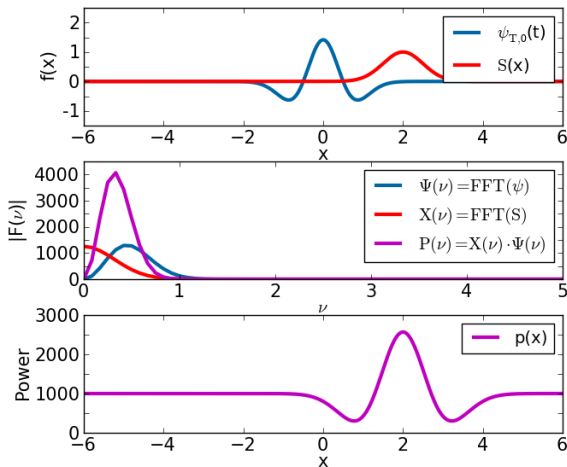 2
1
0
-1
f(x)
ψ_T,0(t)
S(x)
-6 -4 -2 0 2 4 6
x
4000
3000
2000
1000
0
|F(ν)|
Ψ(ν)=FFT(ψ)
X(ν)=FFT(S)
P(ν)=X(ν)·Ψ(ν)
0 1 2 3 4 5
ν
3000
2000
1000
0
Power
p(x)
-6 -4 -2 0 2 4 6
x